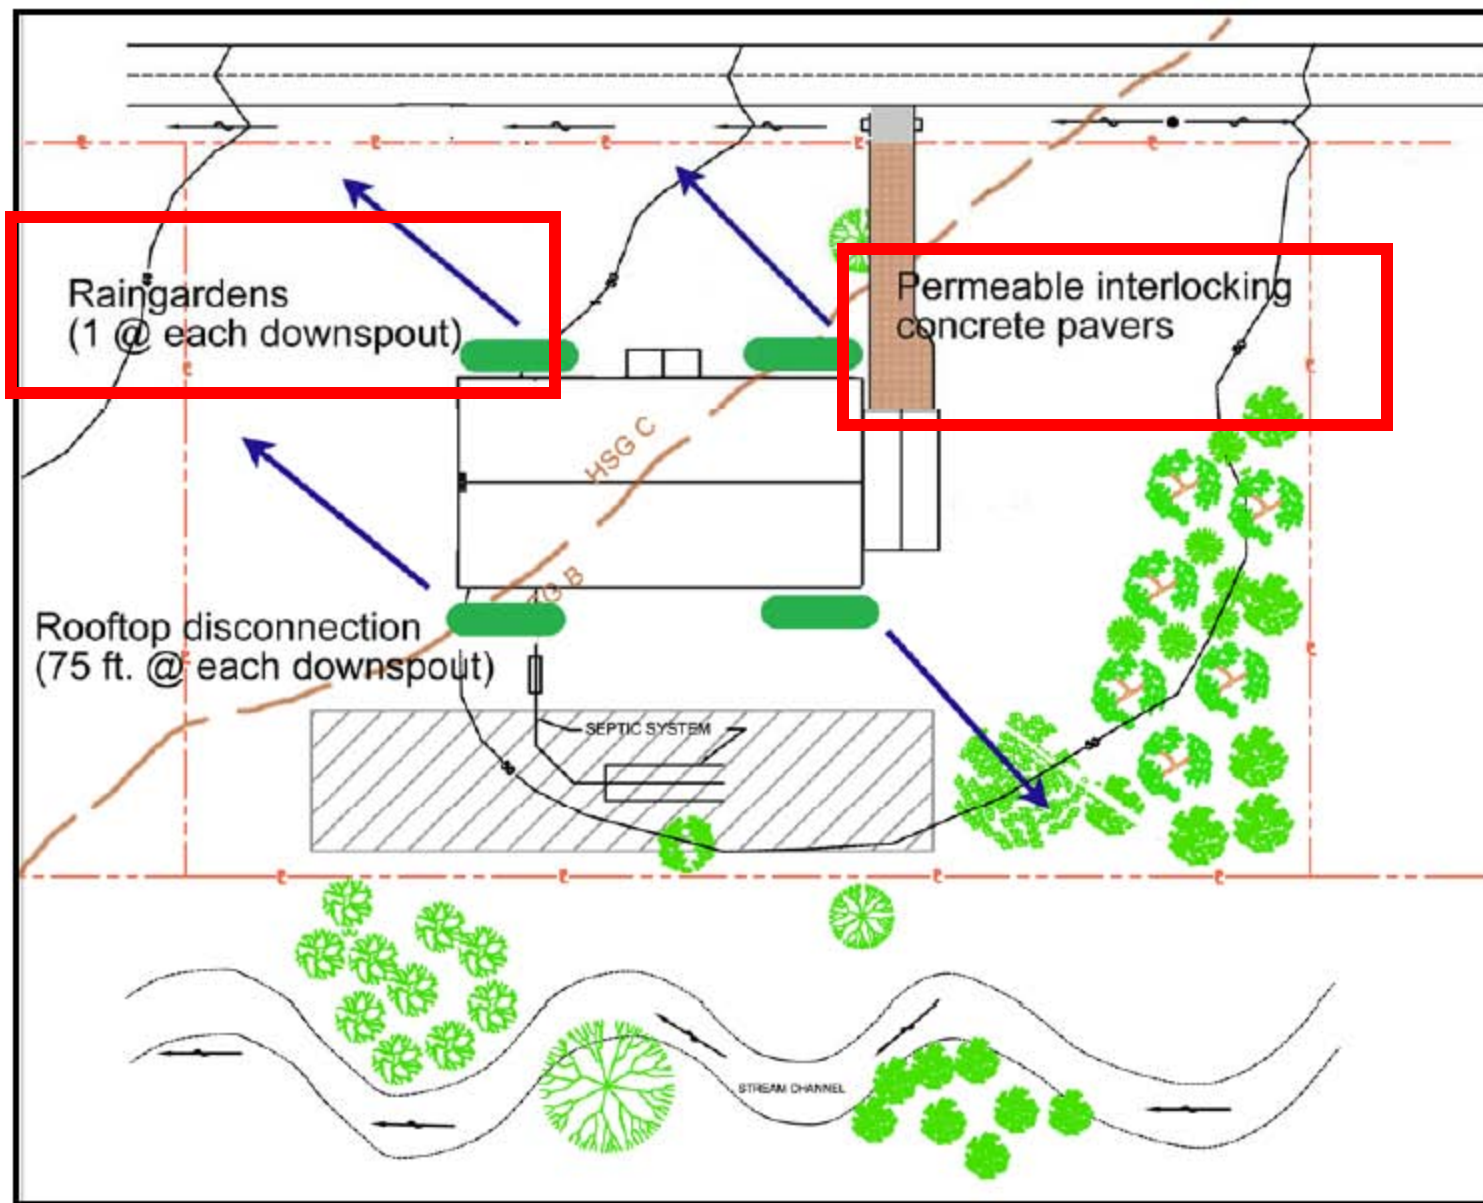 Raingardens
(1 @ each downspout)
Permeable interlocking
concrete pavers
HSG C
G B
Rooftop disconnection
(75 ft. @ each downspout)
SEPTIC SYSTEM
STREAM CHANNEL